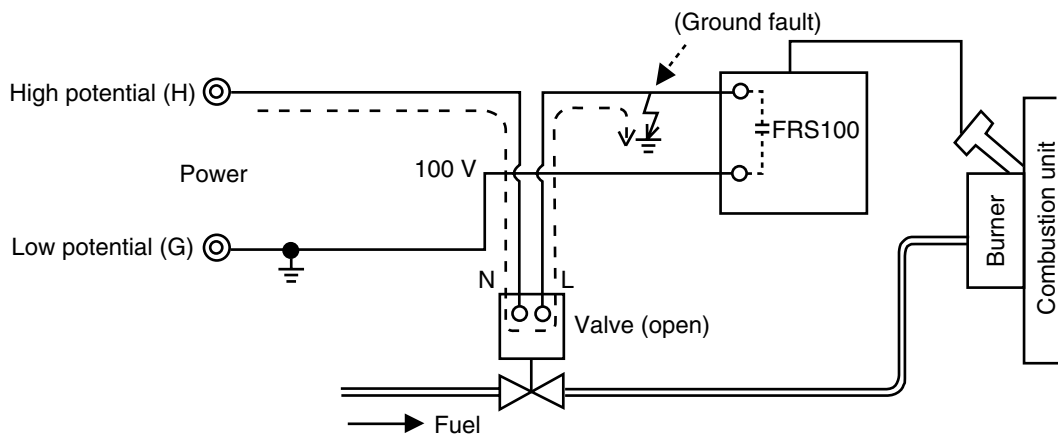 (Ground fault)
High potential (H)
FRS100
Power
100 V
Low potential (G)
N
L
Valve (open)
Burner
Combustion unit
Fuel